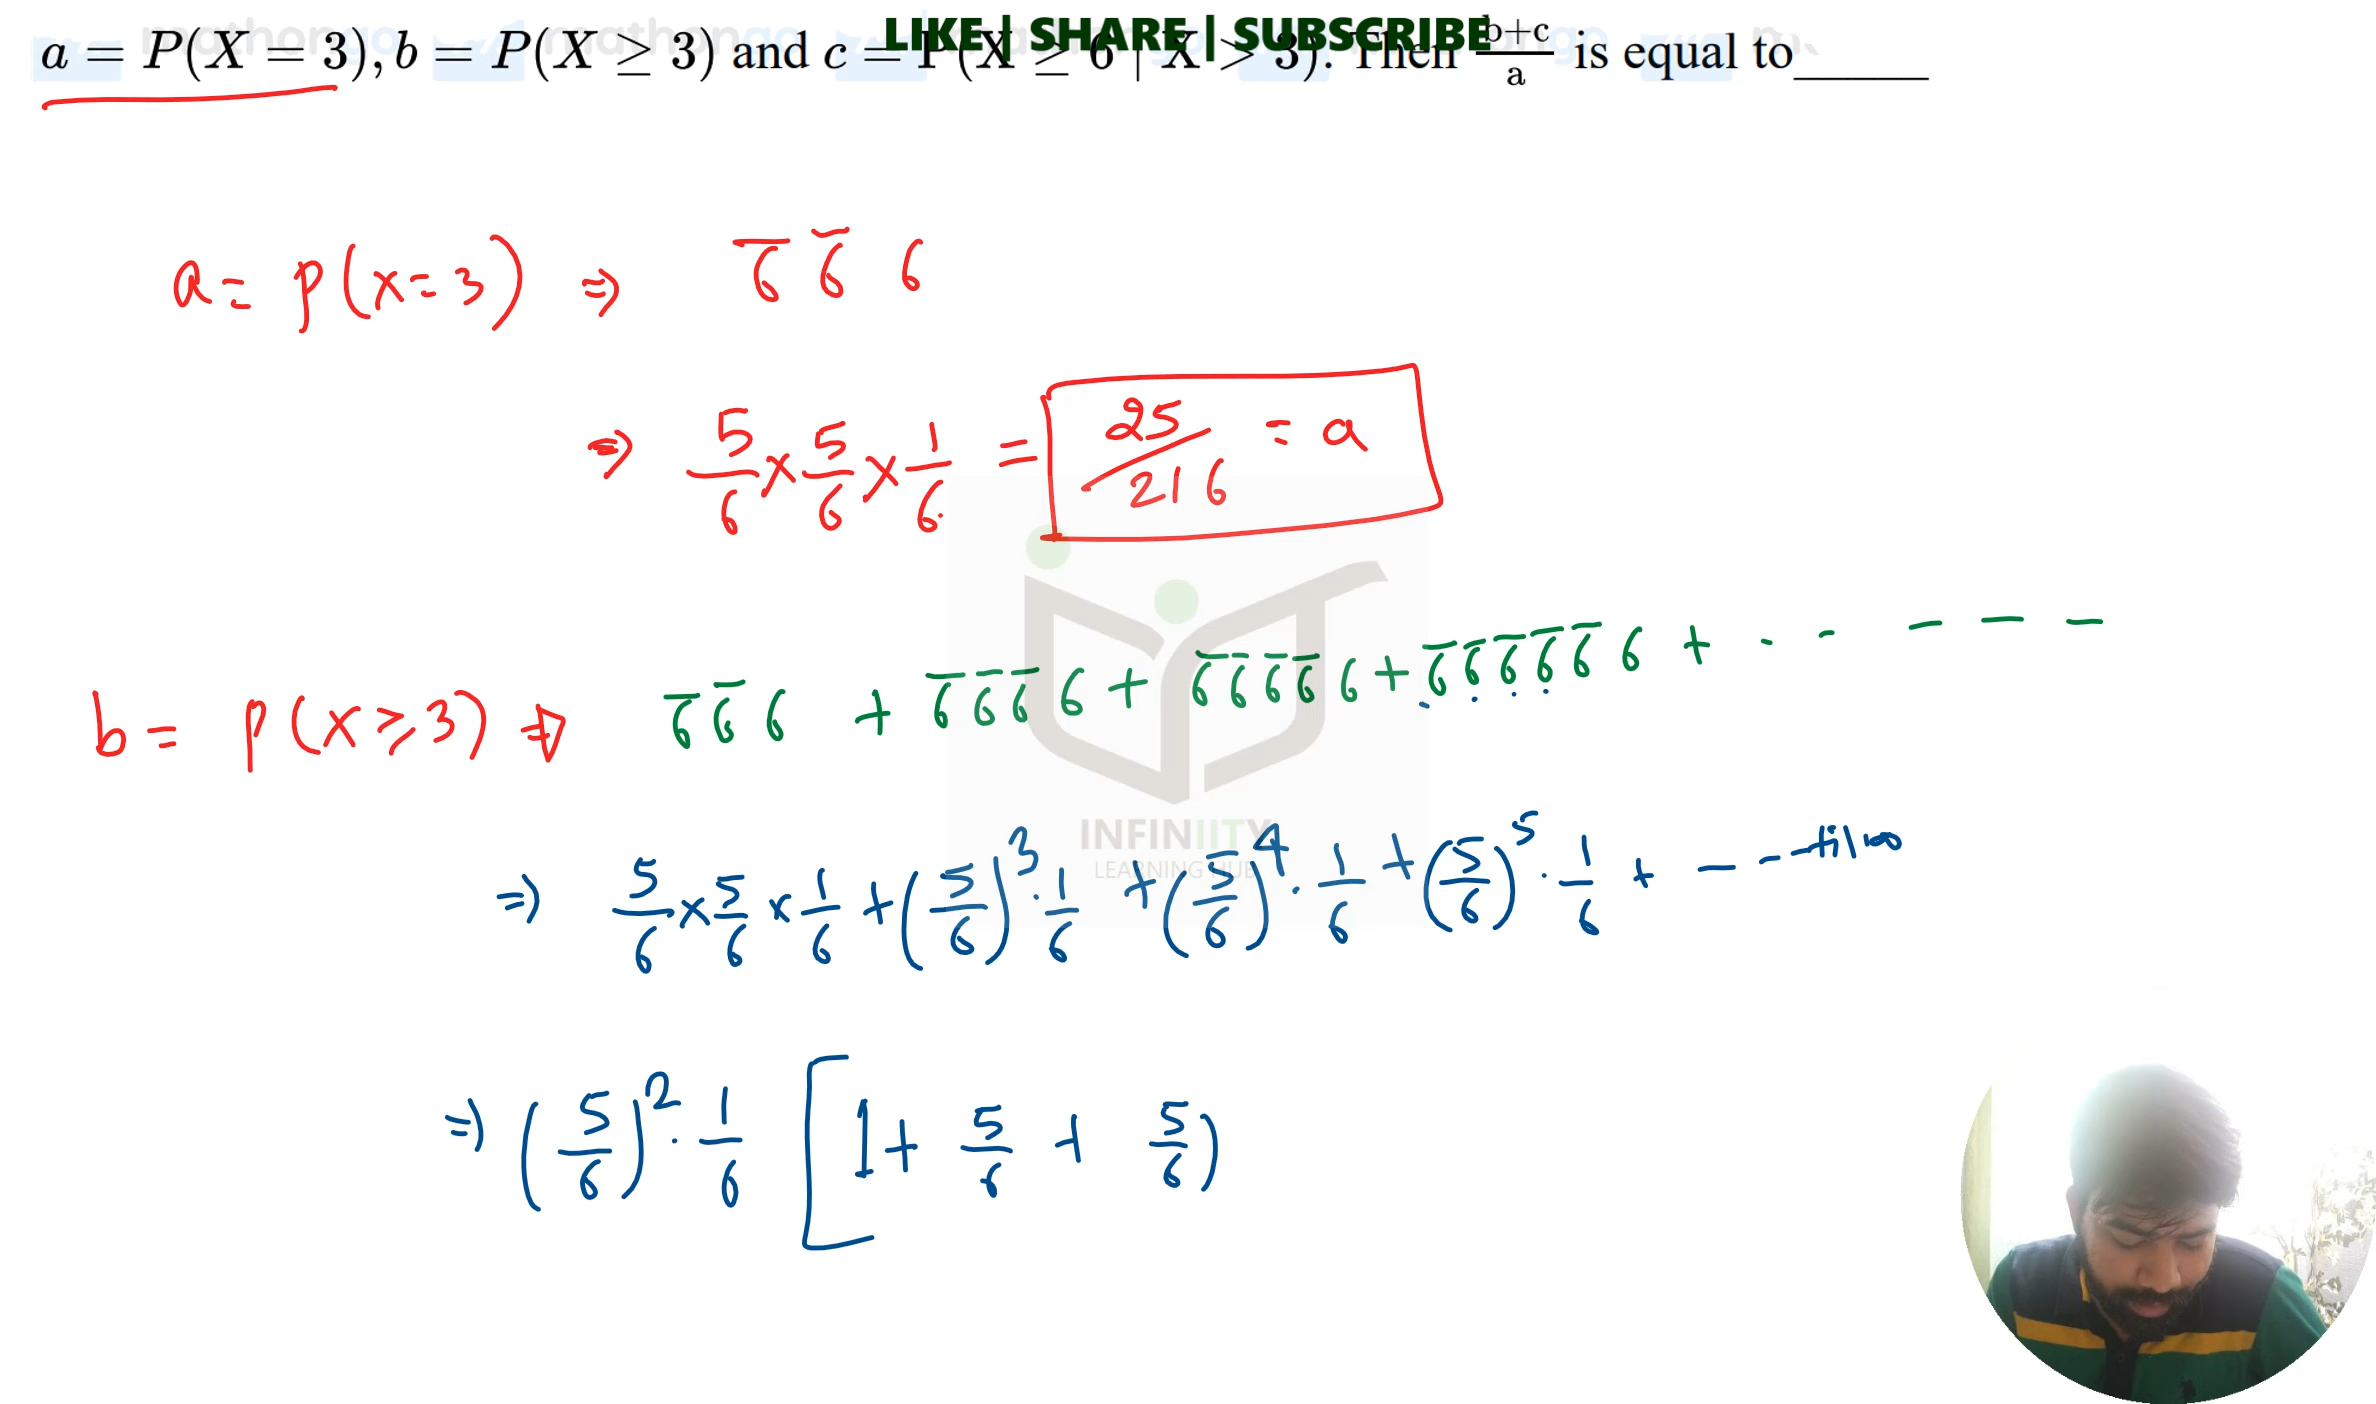 LIKE | SHARE | SUBSCRIBE
a = P(X = 3), b = P(X ≥ 3) and c = P(X ≥ 6 | X > 3). Then \frac{b+c}{a} is equal to______
a = p(x=3) ⇒ 6̅ 6̅ 6
⇒ 5/6 × 5/6 × 1/6 = 25/216 = a
b = p(x ≥ 3) ⇒ 6̅ 6̅ 6 + 6̅ 6̅ 6̅ 6 + 6̅ 6̅ 6̅ 6̅ 6 + 6̅ 6̅ 6̅ 6̅ 6̅ 6 + - - - - -
INFINIITY
LEARNING HUB
⇒ 5/6 × 5/6 × 1/6 + (5/6)^3 · 1/6 + (5/6)^4 · 1/6 + (5/6)^5 · 1/6 + - - - till ∞
⇒ (5/6)^2 · 1/6 [ 1 + 5/6 + 5/6 )